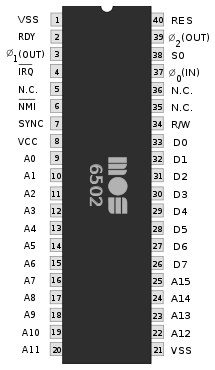 VSS 1 40 RES
RDY 2 39 ø2(OUT)
ø1(OUT) 3 38 SO
IRQ 4 37 ø0(IN)
N.C. 5 36 N.C.
NMI 6 35 N.C.
SYNC 7 34 R/W
VCC 8 33 D0
A0 9 32 D1
A1 10 31 D2
A2 11 30 D3
A3 12 29 D4
A4 13 28 D5
A5 14 27 D6
A6 15 26 D7
A7 16 25 A15
A8 17 24 A14
A9 18 23 A13
A10 19 22 A12
A11 20 21 VSS
MOS
6502